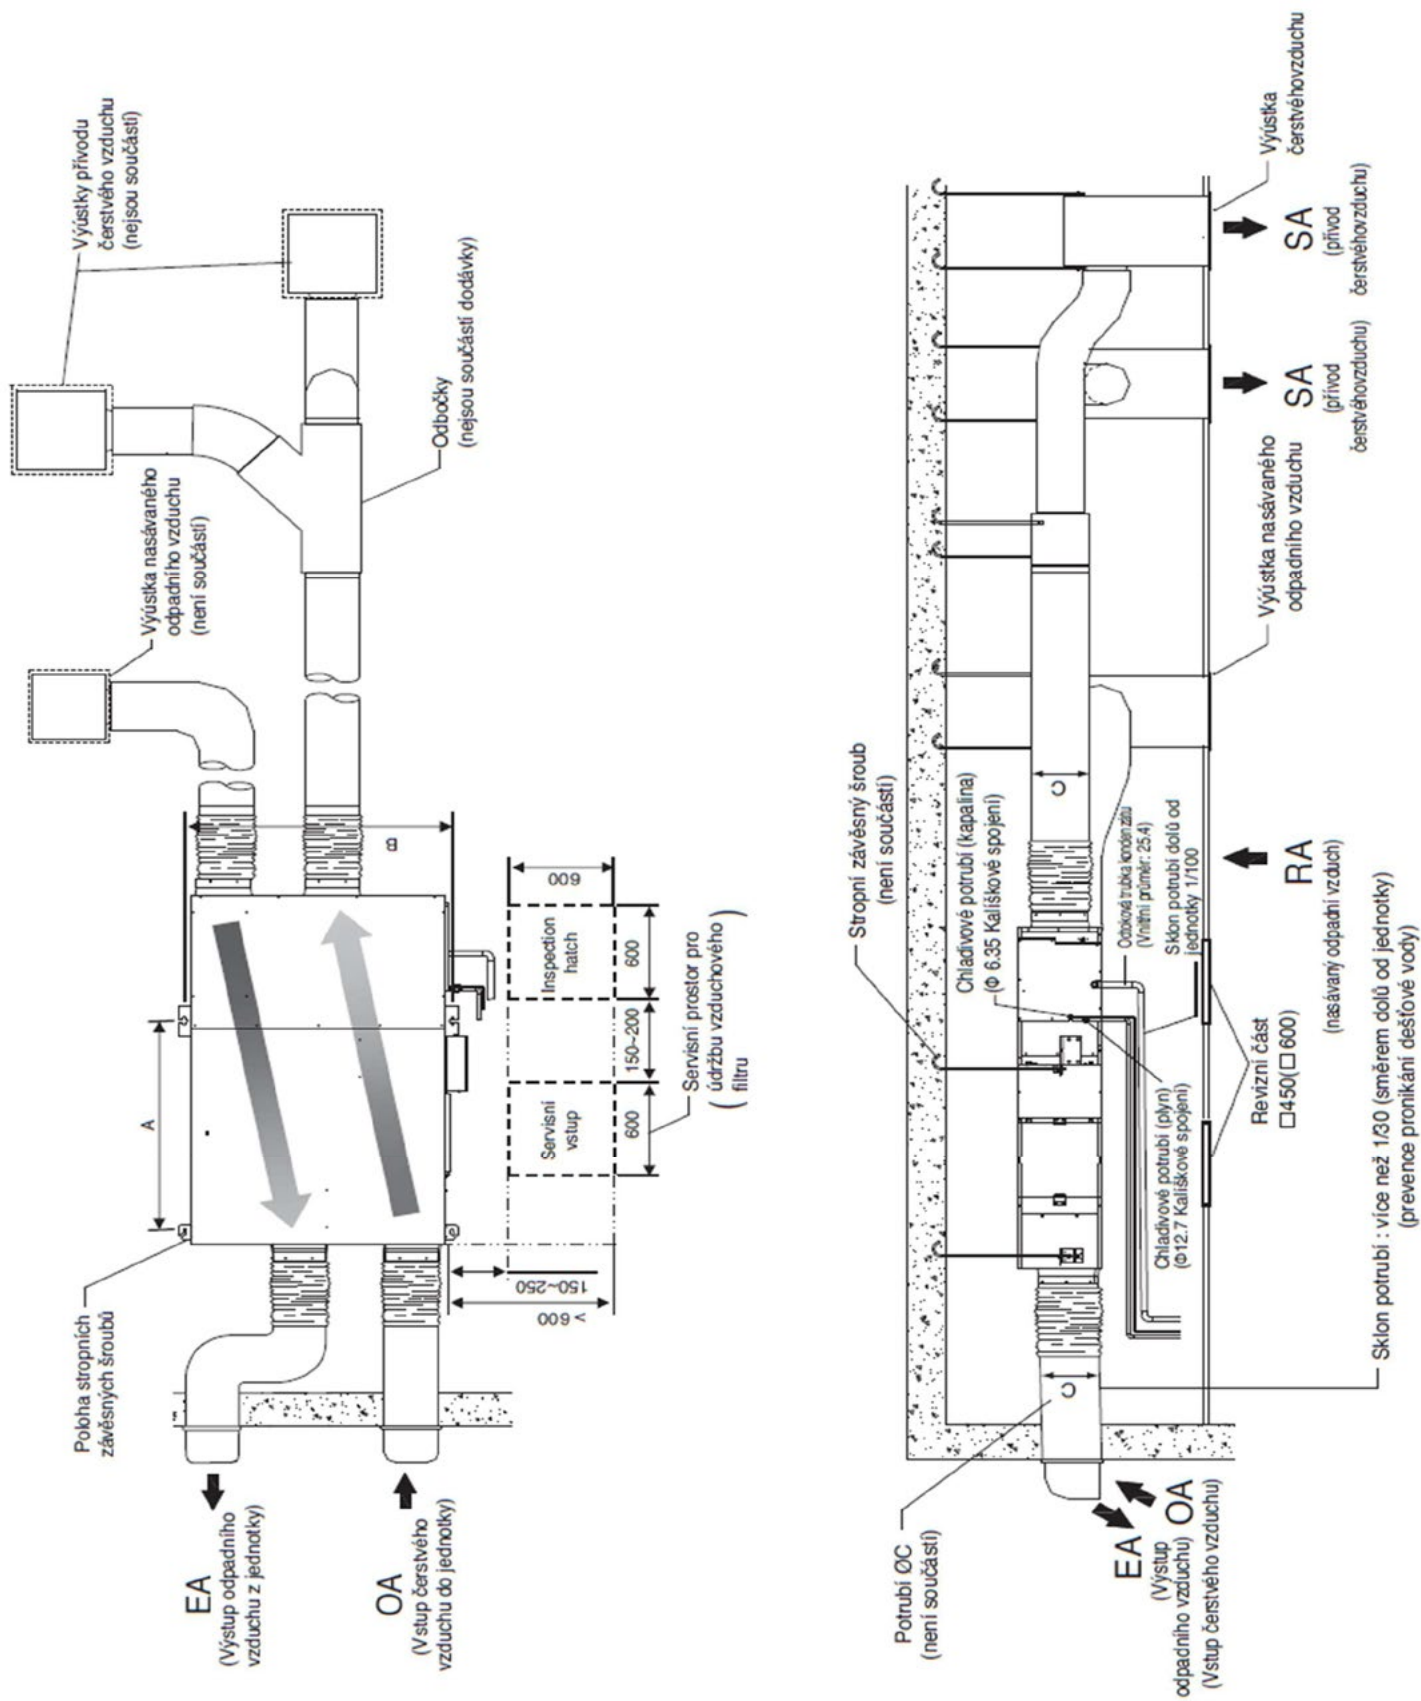 Výústky přívodu
čerstvého vzduchu
(nejsou součástí)
Výústka nasávaného
odpadního vzduchu
(není součástí)
Odbočky
(nejsou součástí dodávky)
Poloha stropních
závěsných šroubů
A
B
Inspection
hatch
Servisní
vstup
600
600
150~200
600
150~250
> 600
Servisní prostor pro
( údržbu vzduchového )
filtru
EA
(Výstup odpadního
vzduchu z jednotky)
OA
(Vstup čerstvého
vzduchu do jednotky)
Stropní závěsný šroub
(není součástí)
Chladivové potrubí (kapalina)
(Φ 6.35 Kalíškové spojení)
C
Odtoková trubka kondenzátu
(Vnitřní průměr: 25.4)
Sklon potrubí dolů od
jednotky 1/100
Chladivové potrubí (plyn)
(Φ12.7 Kalíškové spojení)
Revizní část
□450(□600)
RA
(nasávaný odpadní vzduch)
Výústka nasávaného
odpadního vzduchu
SA
(přívod
čerstvéhovzduchu)
SA
(přívod
čerstvéhovzduchu)
Výústka
čerstvéhovzduchu
Potrubí ØC
(není součástí)
C
EA
(Výstup
odpadního vzduchu)
OA
(Vstup čerstvého vzduchu)
Sklon potrubí : více než 1/30 (směrem dolů od jednotky)
(prevence pronikání dešťové vody)